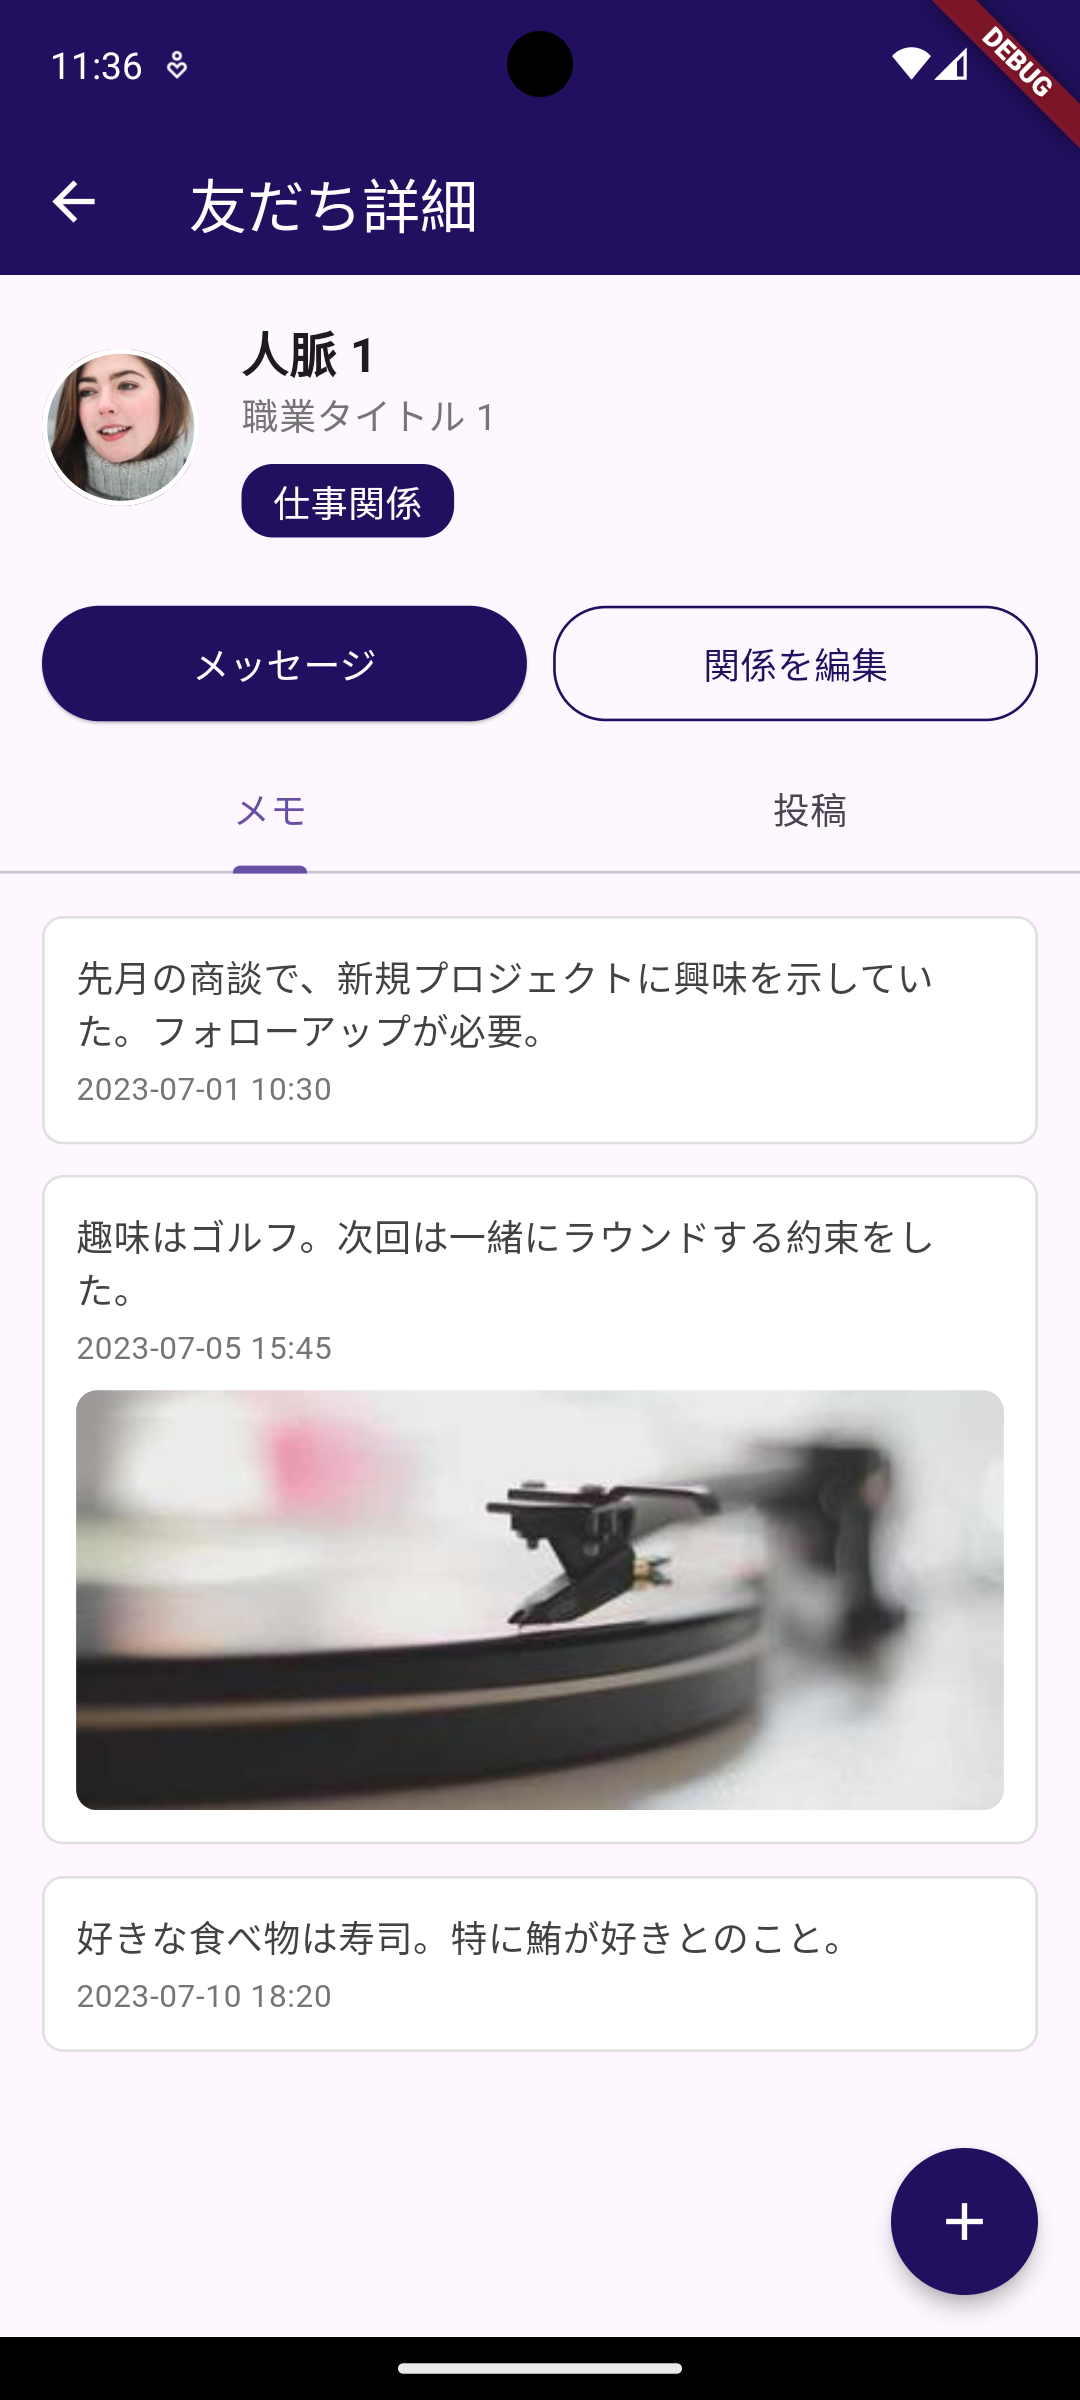 11:36
DEBUG
友だち詳細
人脈 1
職業タイトル 1
仕事関係
メッセージ
関係を編集
メモ
投稿
先月の商談で、新規プロジェクトに興味を示してい
た。フォローアップが必要。
2023-07-01 10:30
趣味はゴルフ。次回は一緒にラウンドする約束をし
た。
2023-07-05 15:45
好きな食べ物は寿司。特に鮪が好きとのこと。
2023-07-10 18:20